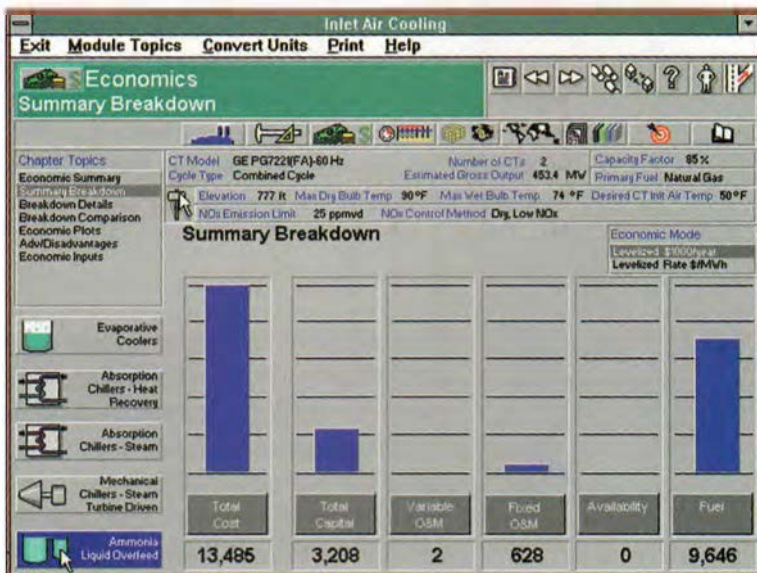 Inlet Air Cooling
Exit Module Topics Convert Units Print Help
$ Economics
Summary Breakdown
Chapter Topics
Economic Summary
Summary Breakdown
Breakdown Details
Breakdown Comparison
Economic Plots
Adv/Disadvantages
Economic Inputs
CT Model GE PG7221(FA)-60 Hz Number of CTs 2 Capacity Factor 85 %
Cycle Type Combined Cycle Estimated Gross Output 453.4 MW Primary Fuel Natural Gas
Elevation 777 ft Max Dry Bulb Temp 90°F Max Wet Bulb Temp 74 °F Desired CT Inlt Air Temp 50°F
NOx Emission Limit 25 ppmvd NOx Control Method Dry, Low NOx
Summary Breakdown
Economic Mode
Levelized $1000/year
Levelized Rate $/MWh
Evaporative
Coolers
Absorption
Chillers - Heat
Recovery
Absorption
Chillers - Steam
Mechanical
Chillers - Steam
Turbine Driven
Ammonia
Liquid Overfeed
Total
Cost
Total
Capital
Variable
O&M
Fixed
O&M
Availability
Fuel
13,485 3,208 2 628 0 9,646